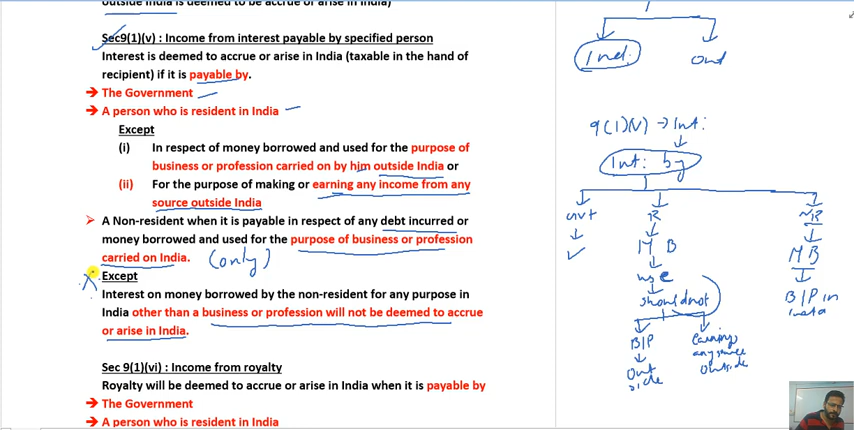 outside India is deemed to be accrue or arise in India)
Sec9(1)(v) : Income from interest payable by specified person
Interest is deemed to accrue or arise in India (taxable in the hand of
recipient) if it is payable by.
➔ The Government
➔ A person who is resident in India
Except
(i) In respect of money borrowed and used for the purpose of
business or profession carried on by him outside India or
(ii) For the purpose of making or earning any income from any
source outside India
➢ A Non-resident when it is payable in respect of any debt incurred or
money borrowed and used for the purpose of business or profession
carried on India. (only)
Except
Interest on money borrowed by the non-resident for any purpose in
India other than a business or profession will not be deemed to accrue
or arise in India.
Sec 9(1)(vi) : Income from royalty
Royalty will be deemed to accrue or arise in India when it is payable by
➔ The Government
➔ A person who is resident in India
Ind. out
9(1)(v) → Int:
Int: by
Gvt R NR
M B MB
use
should not B/P in India
B/P earning
any source
out side outside